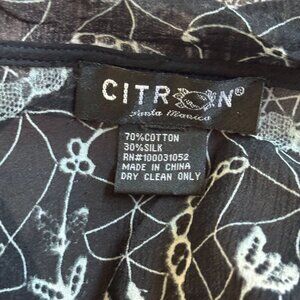 CITRON®
Santa Monica
70%COTTON
30%SILK
RN#100031052
MADE IN CHINA
DRY CLEAN ONLY